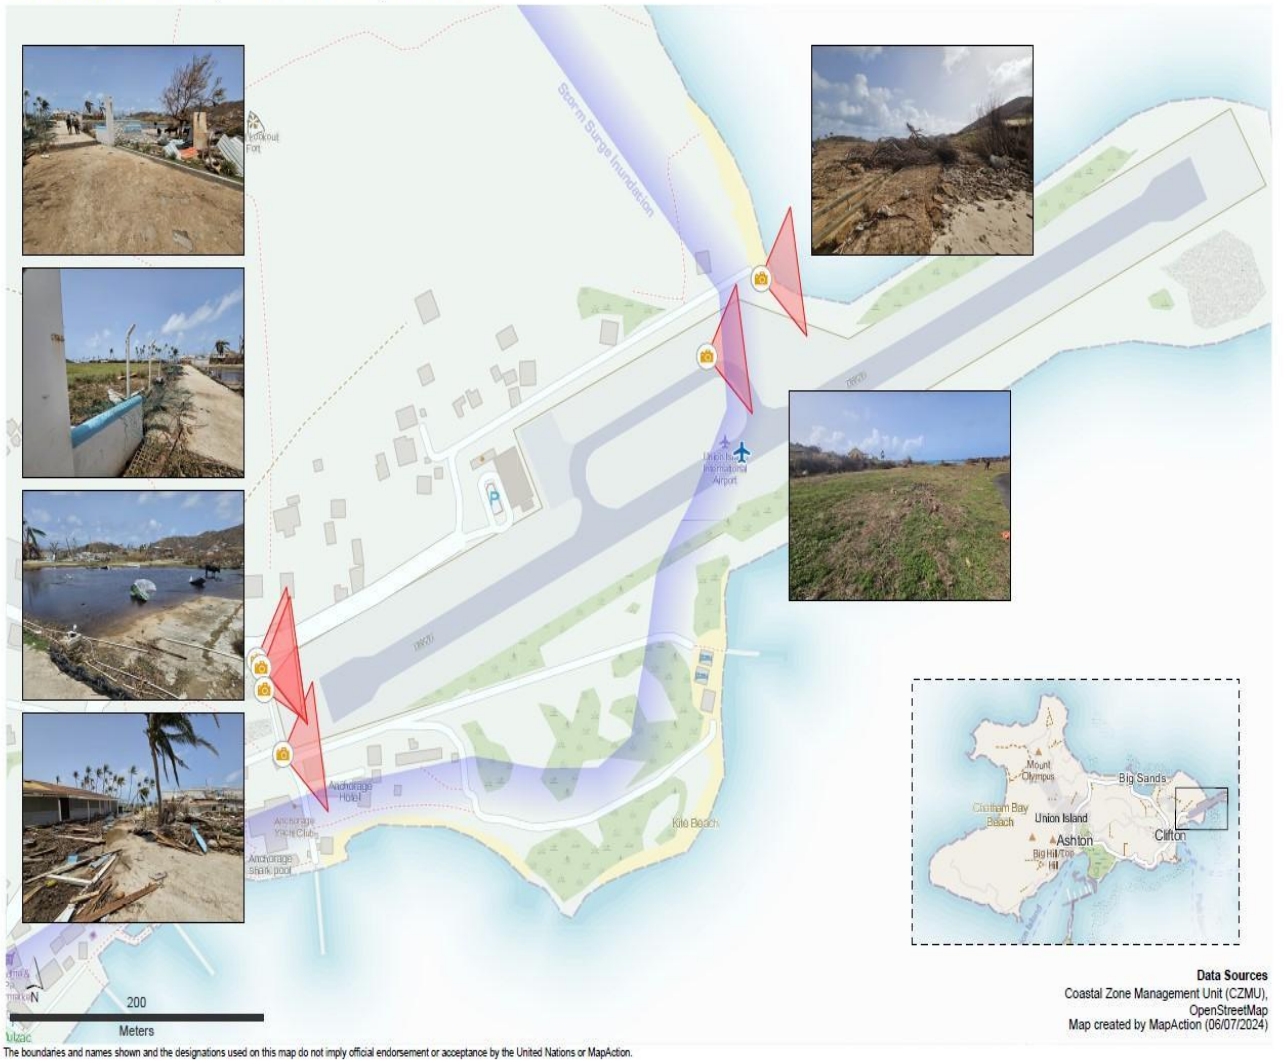 Storm Surge Inundation
Lookout
Fort
Union Isl
International
Airport
P
Anchorage
Hotel
Anchorage
Yacht Club
Anchorage
shark pool
Kite Beach
Mount
Olympus
Big Sands
Chatham Bay
Beach
Union Island
Ashton
Clifton
Big Hill/Top
Hill
N
200
Meters
Data Sources
Coastal Zone Management Unit (CZMU),
OpenStreetMap
Map created by MapAction (06/07/2024)
The boundaries and names shown and the designations used on this map do not imply official endorsement or acceptance by the United Nations or MapAction.